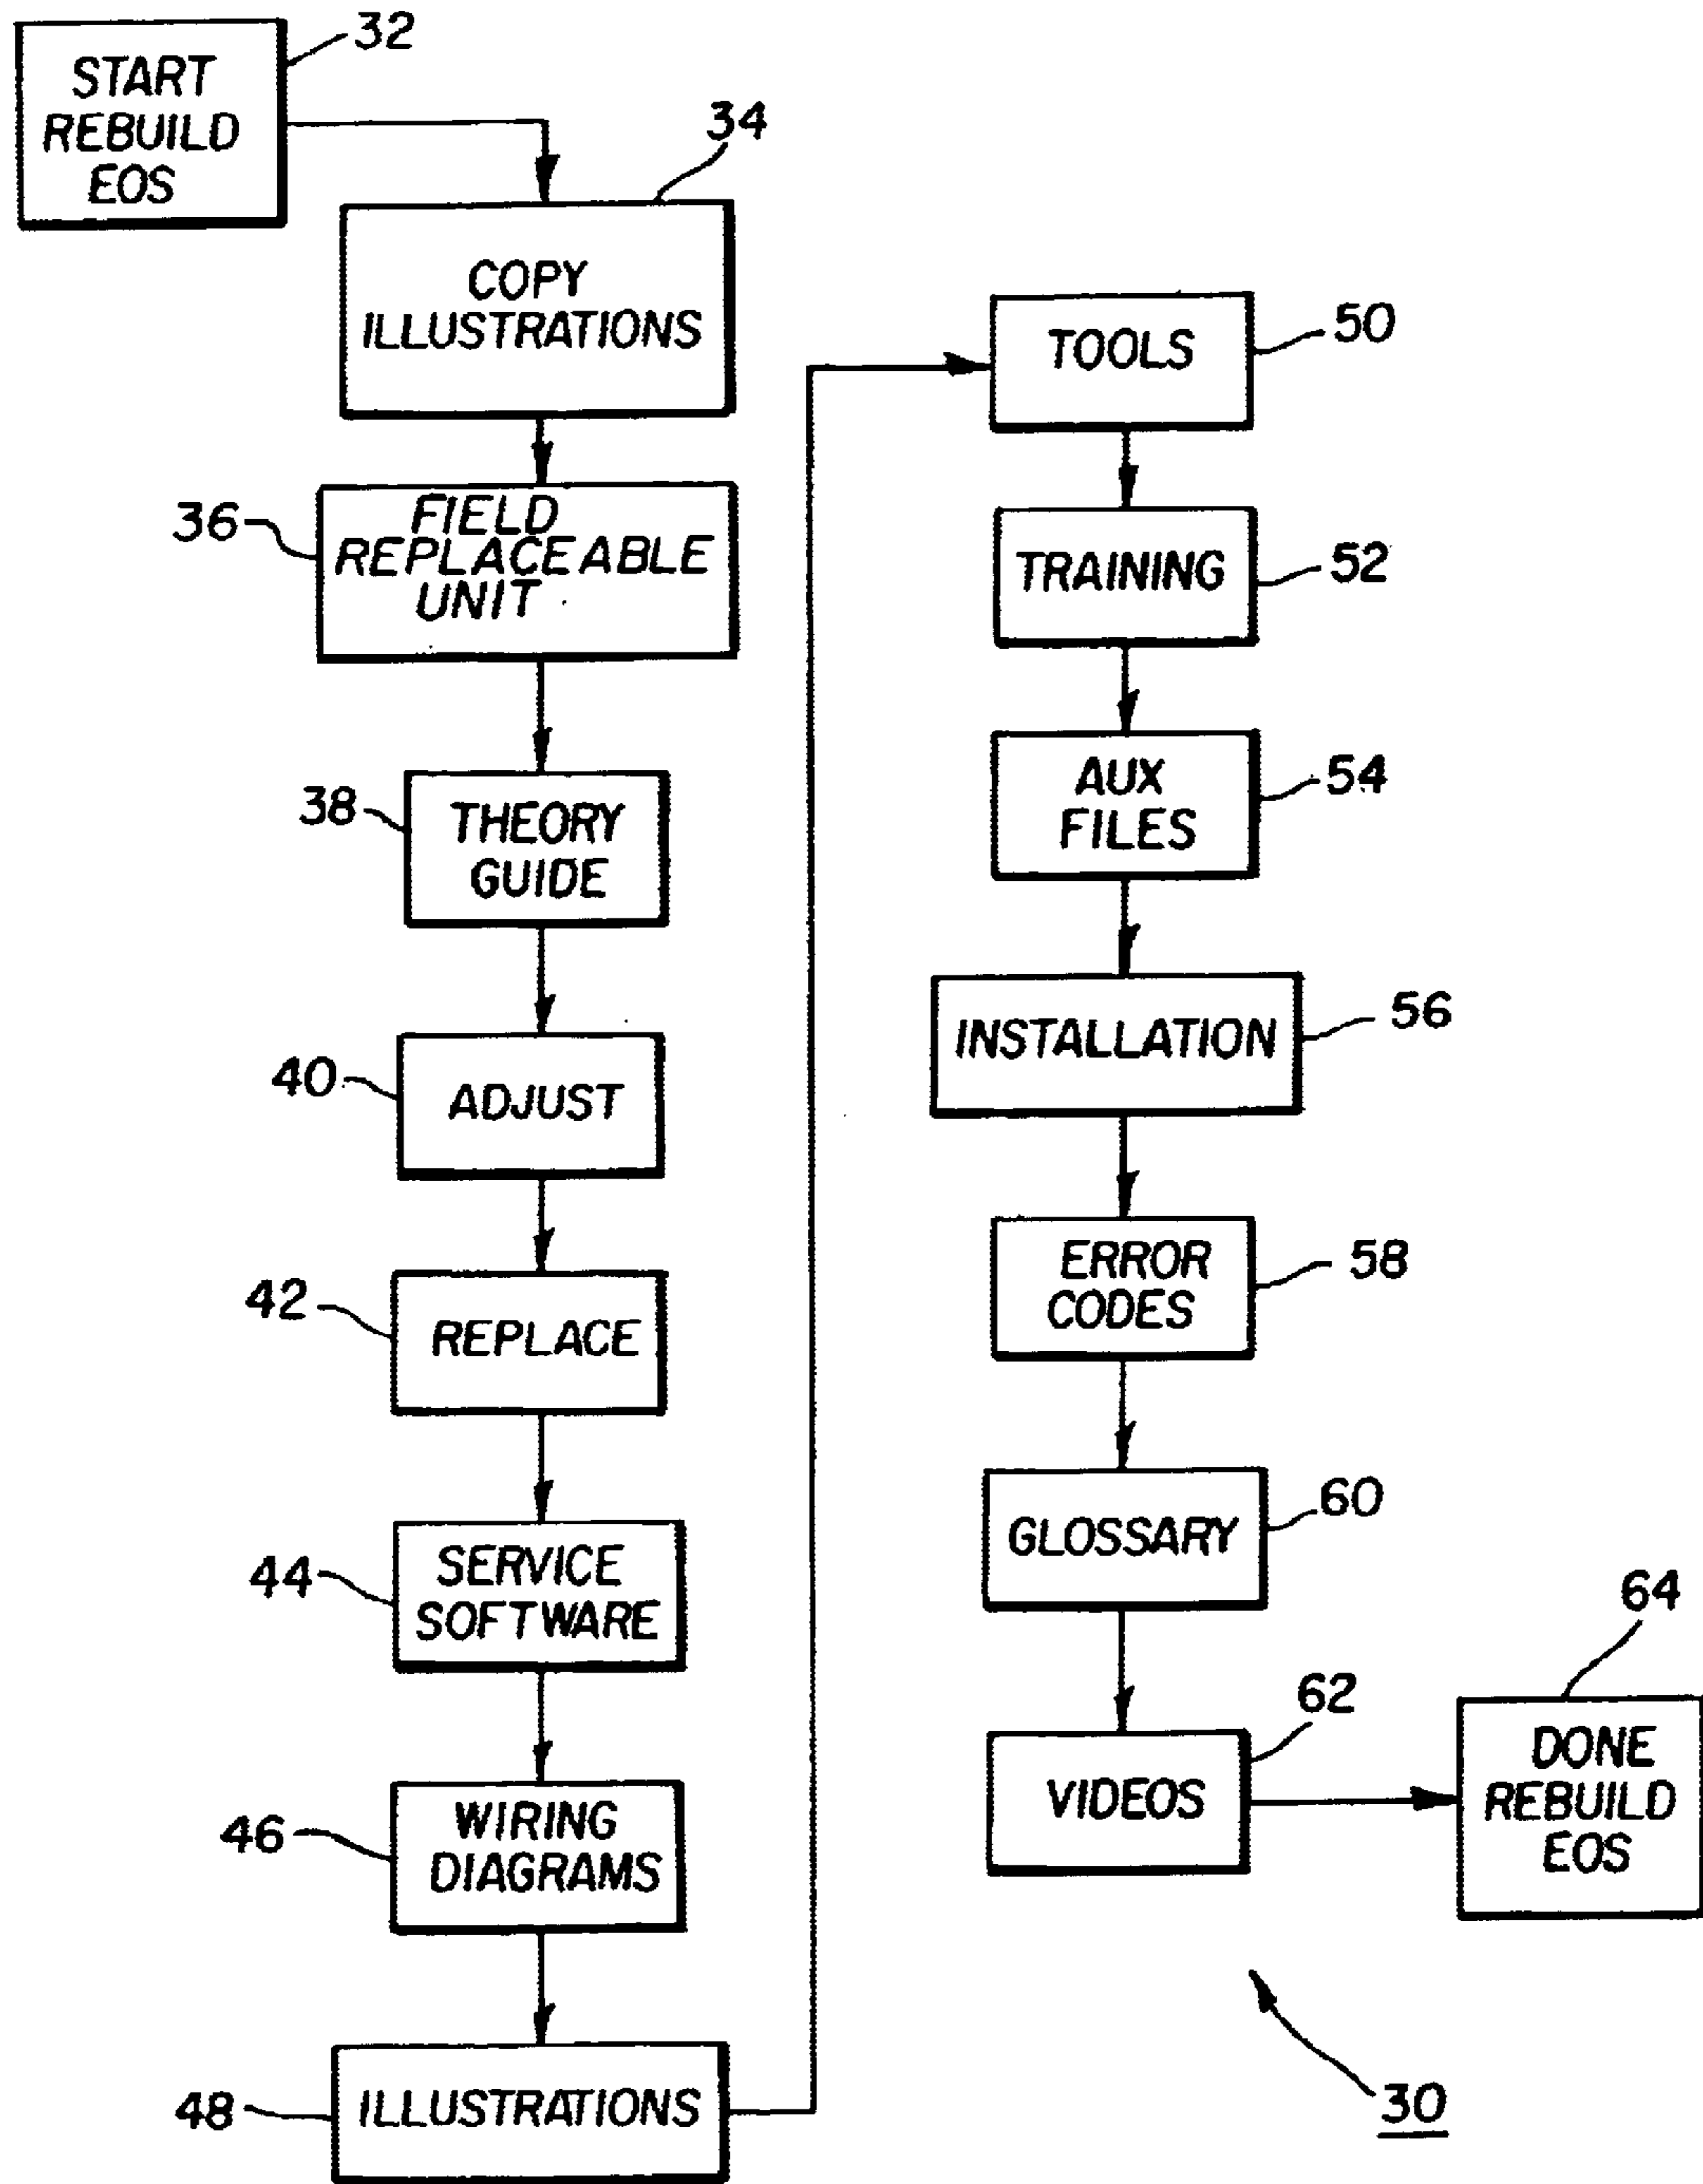 32
START
REBUILD
EOS
34
COPY
ILLUSTRATIONS
36
FIELD
REPLACEABLE
UNIT
38
THEORY
GUIDE
40
ADJUST
42
REPLACE
44
SERVICE
SOFTWARE
46
WIRING
DIAGRAMS
48
ILLUSTRATIONS
50
TOOLS
52
TRAINING
54
AUX
FILES
56
INSTALLATION
58
ERROR
CODES
60
GLOSSARY
62
VIDEOS
64
DONE
REBUILD
EOS
30